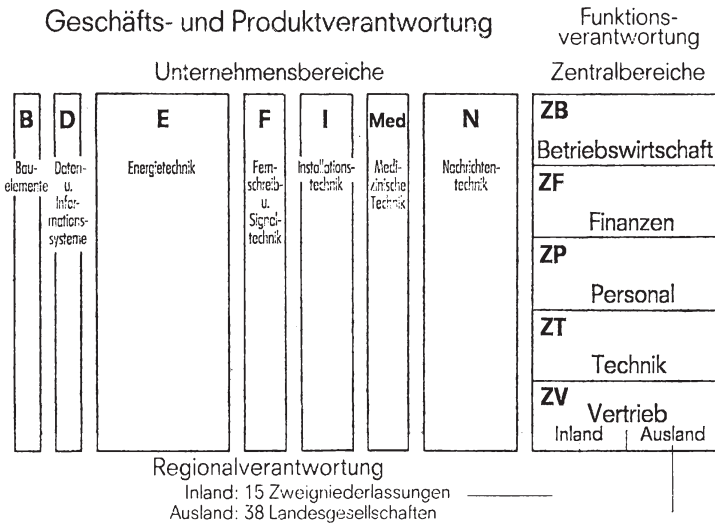 Geschäfts- und Produktverantwortung
Funktions-
verantwortung
Unternehmensbereiche
Zentralbereiche
B
Bau-
elemente
D
Daten-
u.
Infor-
mations-
systeme
E
Energietechnik
F
Fern-
schreib-
u.
Signal-
technik
I
Installations-
technik
Med
Medi-
zinische
Technik
N
Nachrichten-
technik
ZB
Betriebswirtschaft
ZF
Finanzen
ZP
Personal
ZT
Technik
ZV
Vertrieb
Inland Ausland
Regionalverantwortung
Inland: 15 Zweigniederlassungen
Ausland: 38 Landesgesellschaften